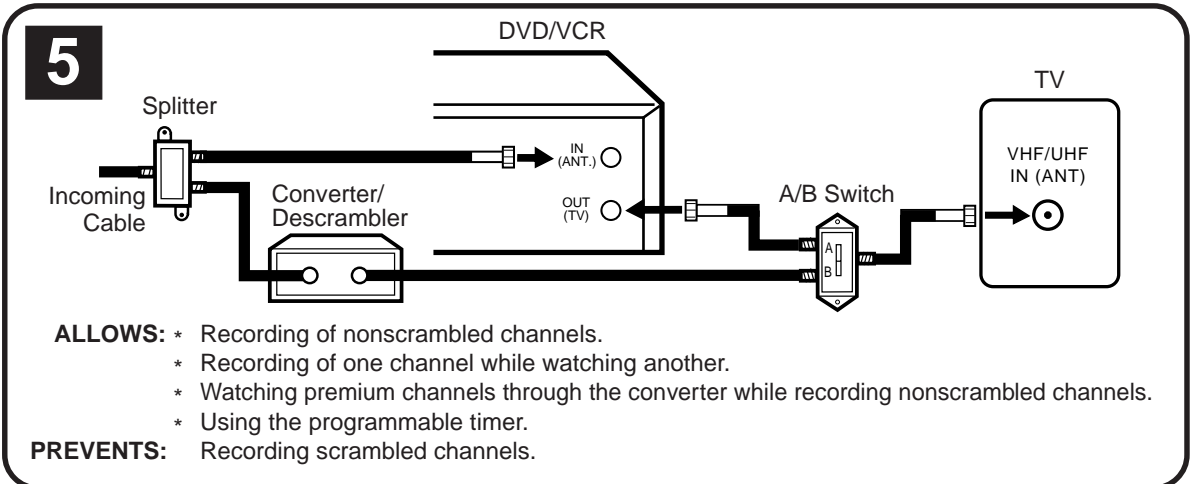 5
DVD/VCR
TV
Splitter
IN
(ANT.)
VHF/UHF
IN (ANT)
Incoming
Cable
Converter/
Descrambler
OUT
(TV)
A/B Switch
A
B
ALLOWS: * Recording of nonscrambled channels.
* Recording of one channel while watching another.
* Watching premium channels through the converter while recording nonscrambled channels.
* Using the programmable timer.
PREVENTS: Recording scrambled channels.